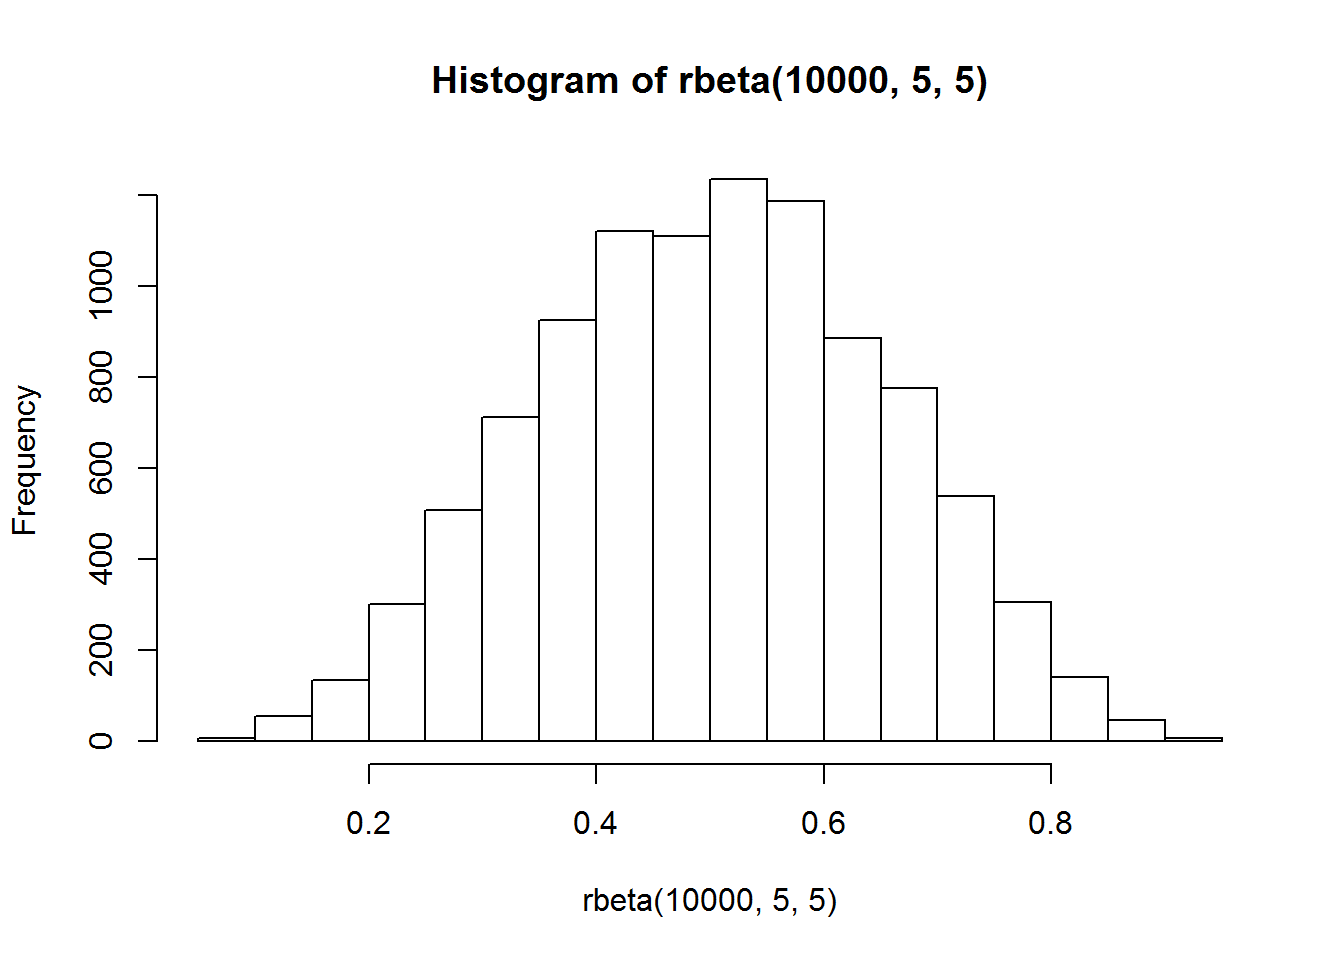 Histogram of rbeta(10000, 5, 5)
Frequency
1000
800
600
400
200
0
0.2 0.4 0.6 0.8
rbeta(10000, 5, 5)